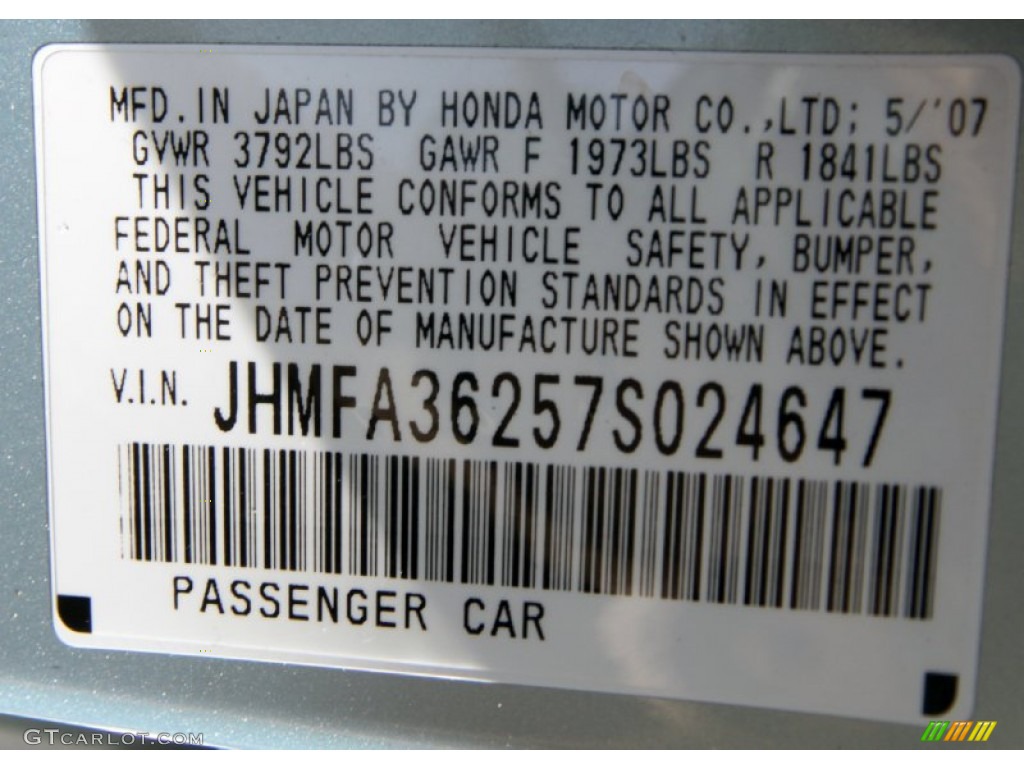 MFD. IN JAPAN BY HONDA MOTOR CO.,LTD; 5/'07
GVWR 3792LBS GAWR F 1973LBS R 1841LBS
THIS VEHICLE CONFORMS TO ALL APPLICABLE
FEDERAL MOTOR VEHICLE SAFETY, BUMPER,
AND THEFT PREVENTION STANDARDS IN EFFECT
ON THE DATE OF MANUFACTURE SHOWN ABOVE.
V.I.N. JHMFA36257S024647
PASSENGER CAR
GTCARLOT.COM